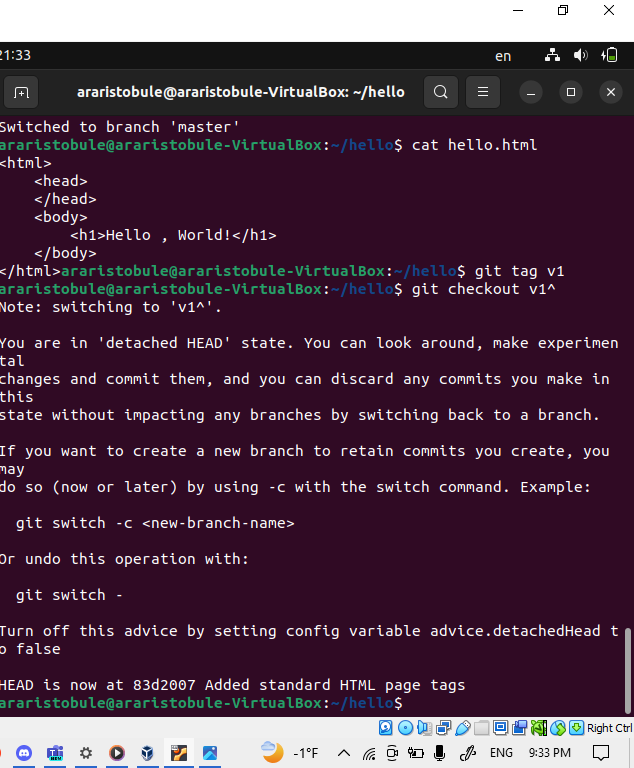 21:33
en
araristobule@araristobule-VirtualBox: ~/hello
Switched to branch 'master'
araristobule@araristobule-VirtualBox:~/hello$ cat hello.html
<html>
    <head>
    </head>
    <body>
        <h1>Hello , World!</h1>
    </body>
</html>araristobule@araristobule-VirtualBox:~/hello$ git tag v1
araristobule@araristobule-VirtualBox:~/hello$ git checkout v1^
Note: switching to 'v1^'.

You are in 'detached HEAD' state. You can look around, make experimen
tal
changes and commit them, and you can discard any commits you make in
this
state without impacting any branches by switching back to a branch.

If you want to create a new branch to retain commits you create, you
may
do so (now or later) by using -c with the switch command. Example:

  git switch -c <new-branch-name>

Or undo this operation with:

  git switch -

Turn off this advice by setting config variable advice.detachedHead t
o false

HEAD is now at 83d2007 Added standard HTML page tags
araristobule@araristobule-VirtualBox:~/hello$
Right Ctrl
-1°F
ENG
9:33 PM